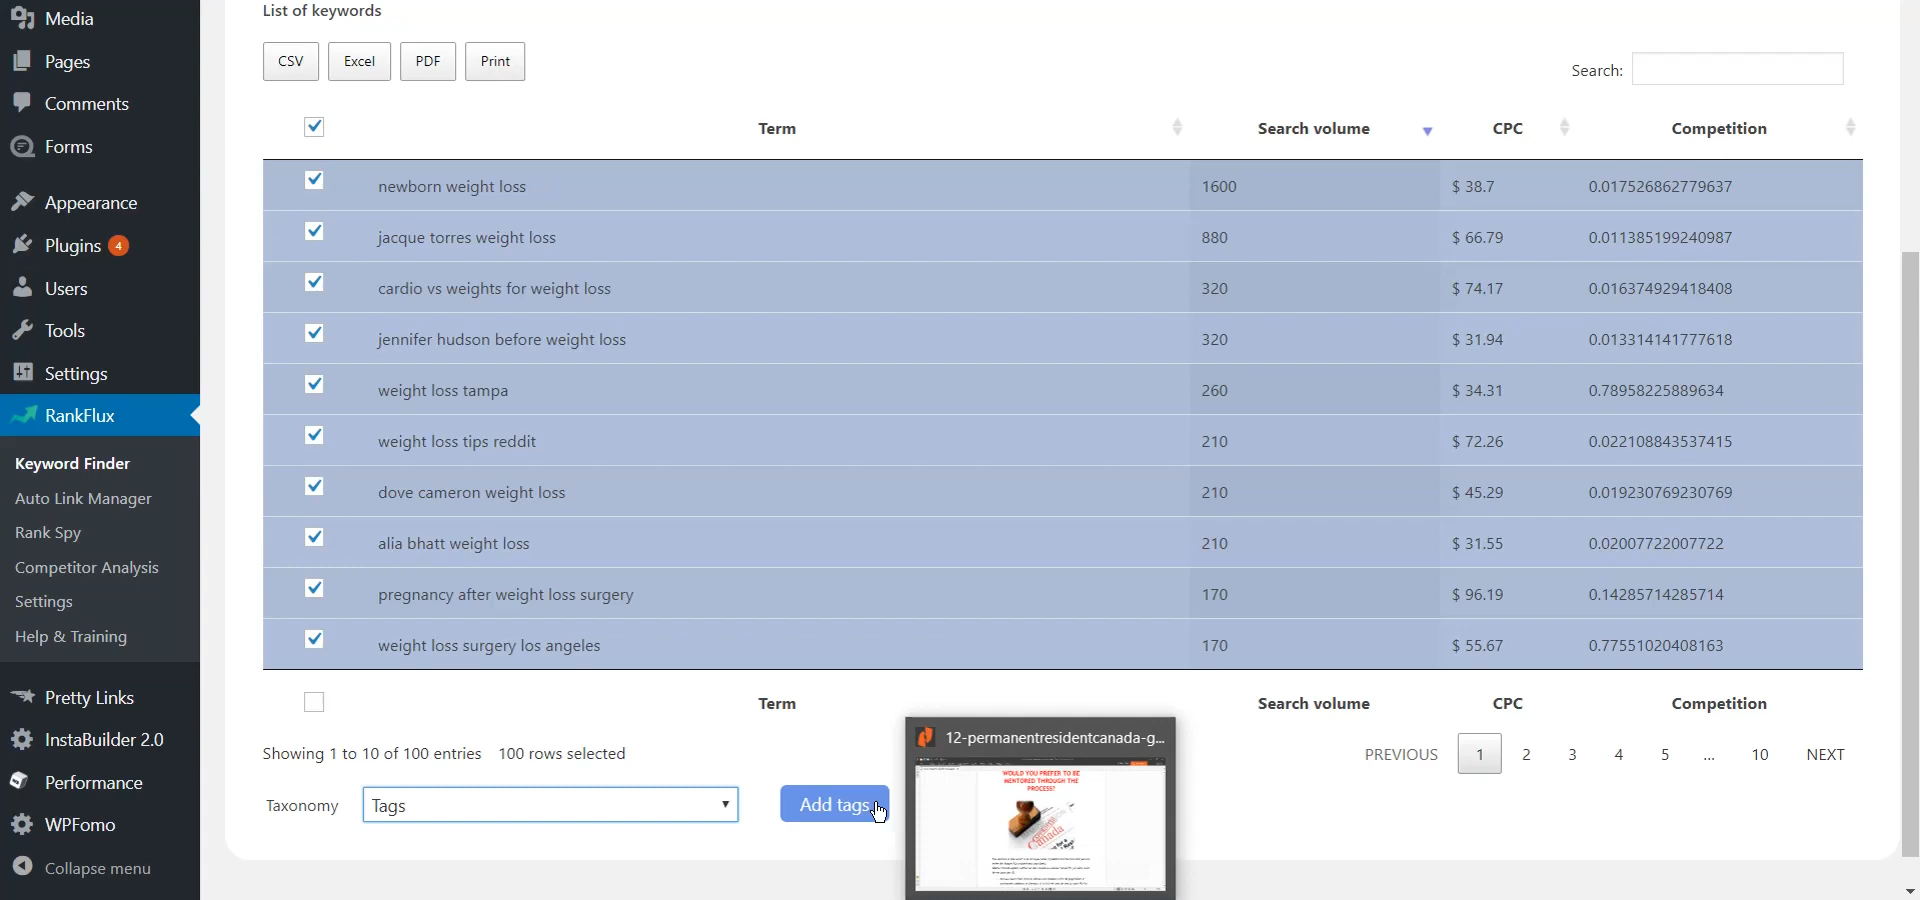 Media
Pages
Comments
Forms
Appearance
Plugins 4
Users
Tools
Settings
RankFlux
Keyword Finder
Auto Link Manager
Rank Spy
Competitor Analysis
Settings
Help & Training
Pretty Links
InstaBuilder 2.0
Performance
WPFomo
Collapse menu
List of keywords
CSV Excel PDF Print
Search:
Term Search volume CPC Competition
newborn weight loss 1600 $ 38.7 0.017526862779637
jacque torres weight loss 880 $ 66.79 0.011385199240987
cardio vs weights for weight loss 320 $ 74.17 0.016374929418408
jennifer hudson before weight loss 320 $ 31.94 0.013314141777618
weight loss tampa 260 $ 34.31 0.78958225889634
weight loss tips reddit 210 $ 72.26 0.022108843537415
dove cameron weight loss 210 $ 45.29 0.019230769230769
alia bhatt weight loss 210 $ 31.55 0.02007722007722
pregnancy after weight loss surgery 170 $ 96.19 0.14285714285714
weight loss surgery los angeles 170 $ 55.67 0.77551020408163
Term Search volume CPC Competition
Showing 1 to 10 of 100 entries 100 rows selected
PREVIOUS 1 2 3 4 5 ... 10 NEXT
Taxonomy Tags Add tags
12-permanentresidentcanada-g...
WOULD YOU PREFER TO BE
MENTORED THROUGH THE
PROCESS?
Canada